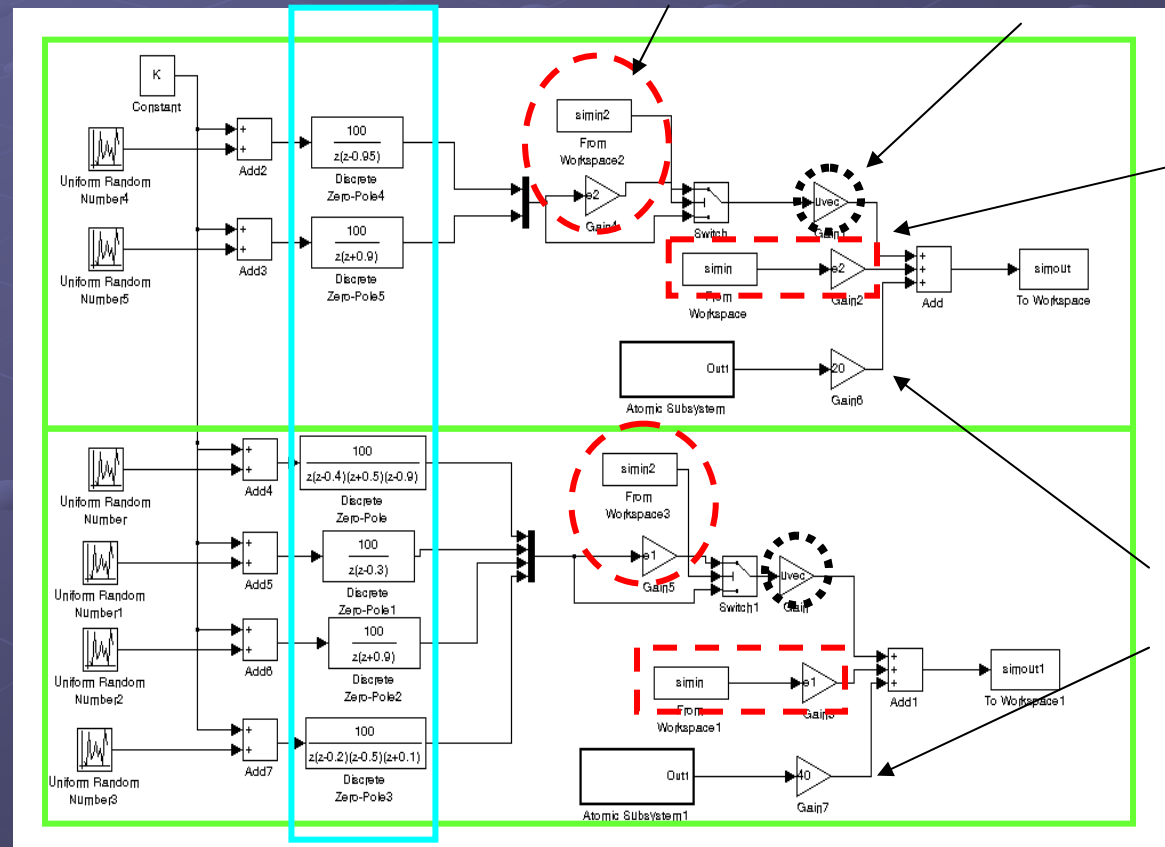 K
Constant
Uniform Random
Number4
Add2
100
z(z-0.95)
Discrete
Zero-Pole4
simin2
From
Workspace2
e2
Gain4
Switch
uvec
Gain1
Uniform Random
Number5
Add3
100
z(z+0.9)
Discrete
Zero-Pole5
simin
From
Workspace
e2
Gain2
Add
simout
To Workspace
Out1
Atomic Subsystem
20
Gain6
Uniform Random
Number
Add4
100
z(z-0.4)(z+0.5)(z-0.9)
Discrete
Zero-Pole
simin2
From
Workspace3
e1
Gain5
Switch1
uvec
Gain
Uniform Random
Number1
Add5
100
z(z-0.3)
Discrete
Zero-Pole1
Uniform Random
Number2
Add6
100
z(z+0.9)
Discrete
Zero-Pole2
simin
From
Workspace1
e1
Gain3
Add1
simout1
To Workspace1
Uniform Random
Number3
Add7
100
z(z-0.2)(z-0.5)(z+0.1)
Discrete
Zero-Pole3
Out1
Atomic Subsystem1
40
Gain7